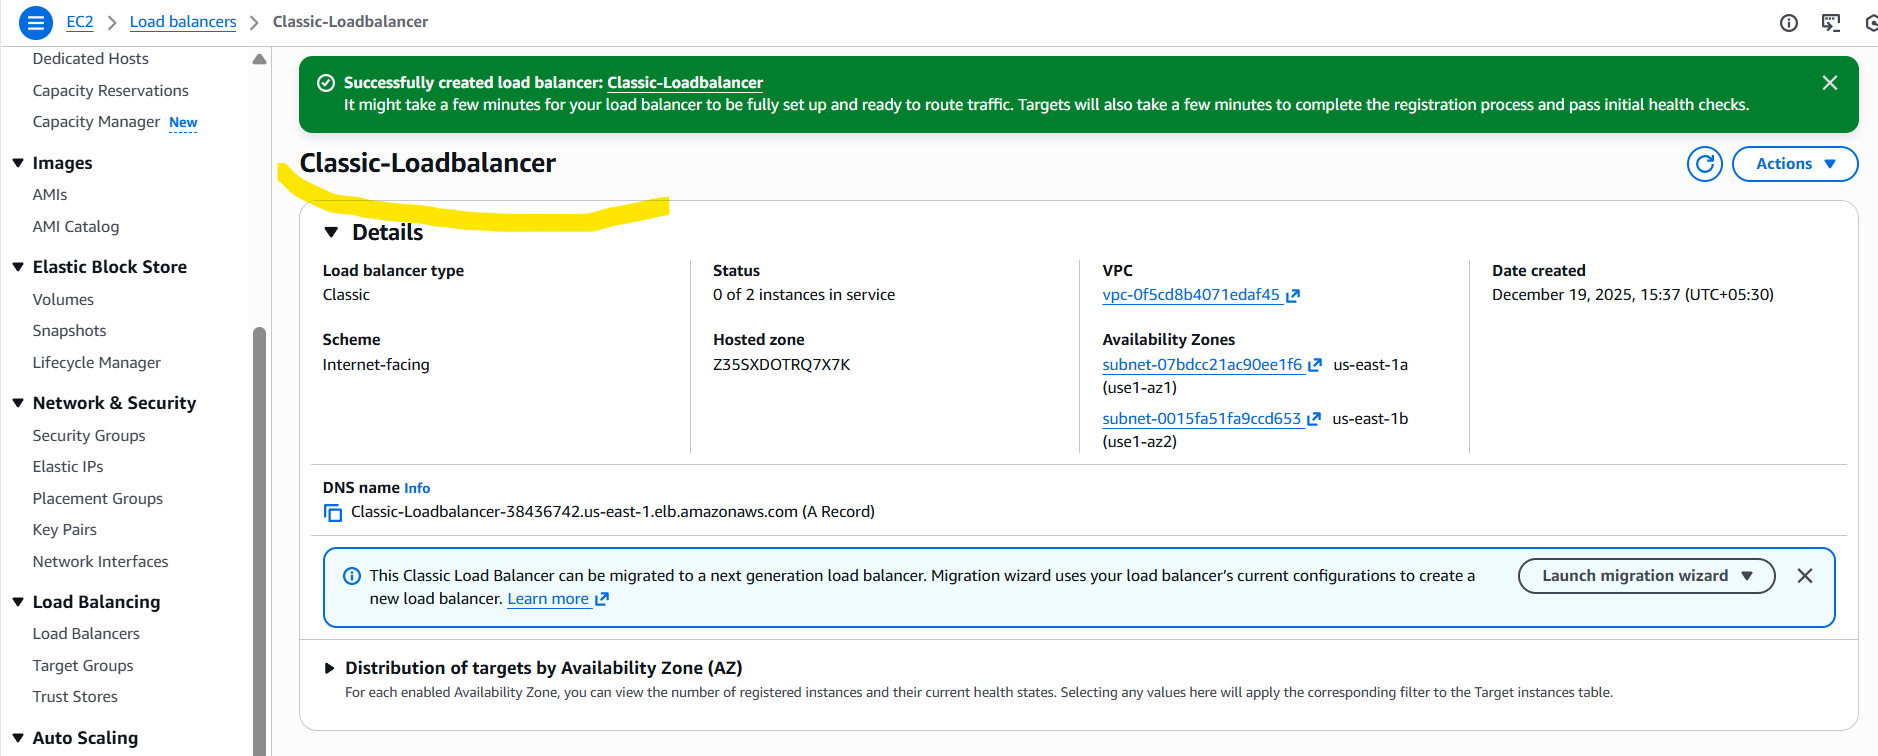 EC2 > Load balancers > Classic-Loadbalancer
Dedicated Hosts
Capacity Reservations
Capacity Manager New
Images
AMIs
AMI Catalog
Elastic Block Store
Volumes
Snapshots
Lifecycle Manager
Network & Security
Security Groups
Elastic IPs
Placement Groups
Key Pairs
Network Interfaces
Load Balancing
Load Balancers
Target Groups
Trust Stores
Auto Scaling
Successfully created load balancer: Classic-Loadbalancer
It might take a few minutes for your load balancer to be fully set up and ready to route traffic. Targets will also take a few minutes to complete the registration process and pass initial health checks.
Classic-Loadbalancer
Actions
Details
Load balancer type
Classic
Scheme
Internet-facing
Status
0 of 2 instances in service
Hosted zone
Z35SXDOTRQ7X7K
VPC
vpc-0f5cd8b4071edaf45
Availability Zones
subnet-07bdcc21ac90ee1f6 us-east-1a
(use1-az1)
subnet-0015fa51fa9ccd653 us-east-1b
(use1-az2)
Date created
December 19, 2025, 15:37 (UTC+05:30)
DNS name Info
Classic-Loadbalancer-38436742.us-east-1.elb.amazonaws.com (A Record)
This Classic Load Balancer can be migrated to a next generation load balancer. Migration wizard uses your load balancer’s current configurations to create a
new load balancer. Learn more
Launch migration wizard
Distribution of targets by Availability Zone (AZ)
For each enabled Availability Zone, you can view the number of registered instances and their current health states. Selecting any values here will apply the corresponding filter to the Target instances table.